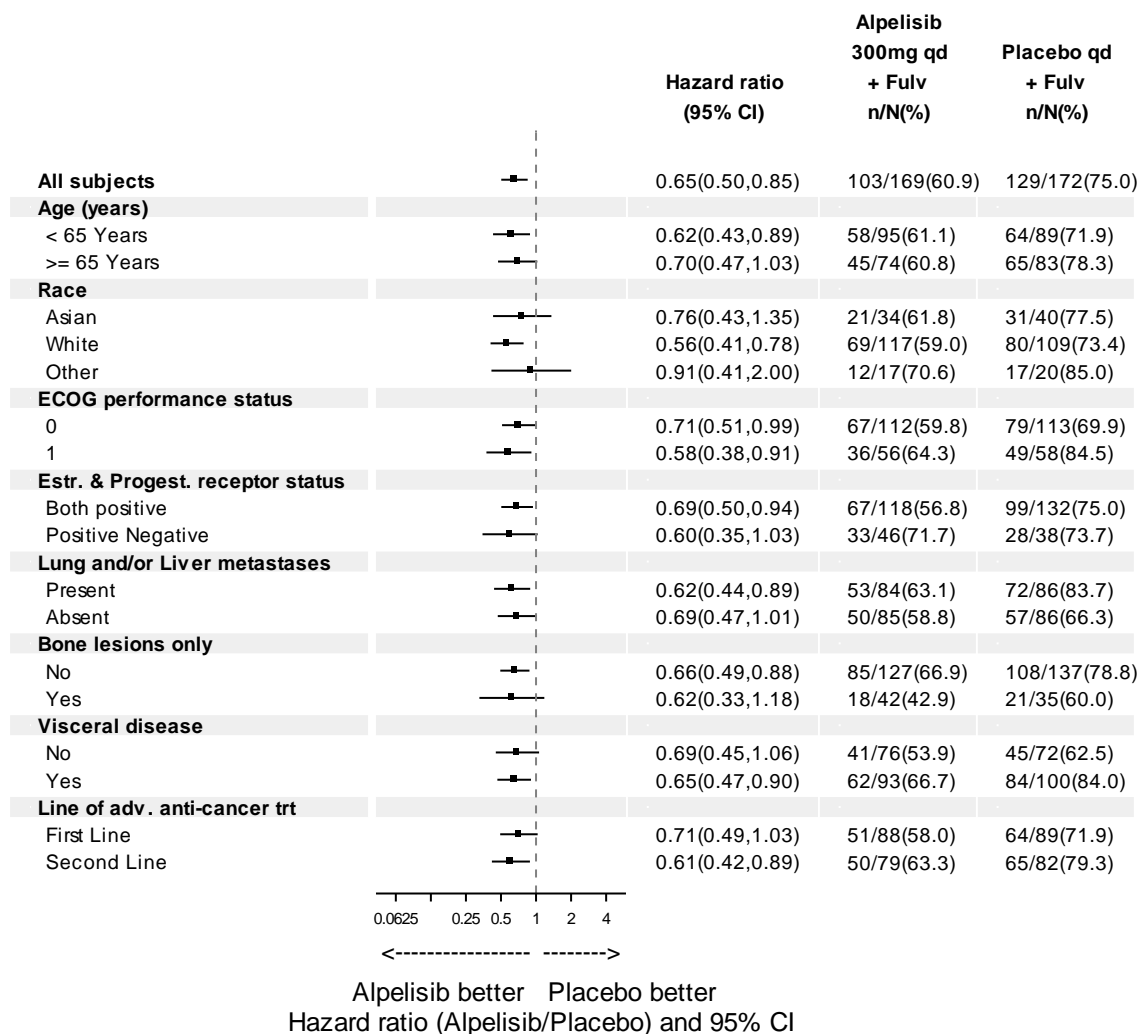 Alpelisib
300mg qd Placebo qd
Hazard ratio + Fulv + Fulv
(95% CI) n/N(%) n/N(%)
All subjects 0.65(0.50,0.85) 103/169(60.9) 129/172(75.0)
Age (years)
< 65 Years 0.62(0.43,0.89) 58/95(61.1) 64/89(71.9)
>= 65 Years 0.70(0.47,1.03) 45/74(60.8) 65/83(78.3)
Race
Asian 0.76(0.43,1.35) 21/34(61.8) 31/40(77.5)
White 0.56(0.41,0.78) 69/117(59.0) 80/109(73.4)
Other 0.91(0.41,2.00) 12/17(70.6) 17/20(85.0)
ECOG performance status
0 0.71(0.51,0.99) 67/112(59.8) 79/113(69.9)
1 0.58(0.38,0.91) 36/56(64.3) 49/58(84.5)
Estr. & Progest. receptor status
Both positive 0.69(0.50,0.94) 67/118(56.8) 99/132(75.0)
Positive Negative 0.60(0.35,1.03) 33/46(71.7) 28/38(73.7)
Lung and/or Liver metastases
Present 0.62(0.44,0.89) 53/84(63.1) 72/86(83.7)
Absent 0.69(0.47,1.01) 50/85(58.8) 57/86(66.3)
Bone lesions only
No 0.66(0.49,0.88) 85/127(66.9) 108/137(78.8)
Yes 0.62(0.33,1.18) 18/42(42.9) 21/35(60.0)
Visceral disease
No 0.69(0.45,1.06) 41/76(53.9) 45/72(62.5)
Yes 0.65(0.47,0.90) 62/93(66.7) 84/100(84.0)
Line of adv. anti-cancer trt
First Line 0.71(0.49,1.03) 51/88(58.0) 64/89(71.9)
Second Line 0.61(0.42,0.89) 50/79(63.3) 65/82(79.3)
0.0625 0.25 0.5 1 2 4
<---------------- -------->
Alpelisib better Placebo better
Hazard ratio (Alpelisib/Placebo) and 95% CI